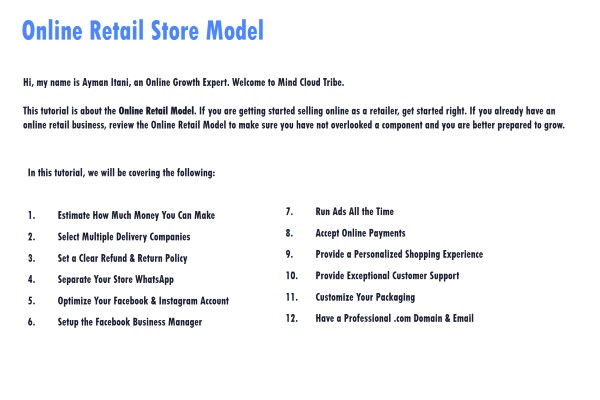 Online Retail Store Model
Hi, my name is Ayman Itani, an Online Growth Expert. Welcome to Mind Cloud Tribe.
This tutorial is about the Online Retail Model. If you are getting started selling online as a retailer, get started right. If you already have an
online retail business, review the Online Retail Model to make sure you have not overlooked a component and you are better prepared to grow.
In this tutorial, we will be covering the following:
1. Estimate How Much Money You Can Make
2. Select Multiple Delivery Companies
3. Set a Clear Refund & Return Policy
4. Separate Your Store WhatsApp
5. Optimize Your Facebook & Instagram Account
6. Setup the Facebook Business Manager
7. Run Ads All the Time
8. Accept Online Payments
9. Provide a Personalized Shopping Experience
10. Provide Exceptional Customer Support
11. Customize Your Packaging
12. Have a Professional .com Domain & Email